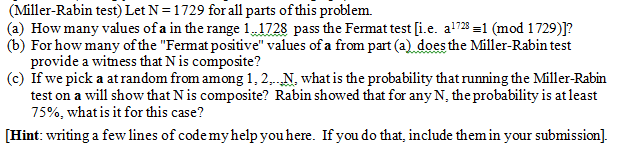 (Miller-Rabin test) Let N = 1729 for all parts of this problem.
(a) How many values of a in the range 1..1728 pass the Fermat test [i.e. a¹⁷²⁸ ≡1 (mod 1729)]?
(b) For how many of the "Fermat positive" values of a from part (a) does the Miller-Rabin test
provide a witness that N is composite?
(c) If we pick a at random from among 1, 2,...N, what is the probability that running the Miller-Rabin
test on a will show that N is composite? Rabin showed that for any N, the probability is at least
75%, what is it for this case?
[Hint: writing a few lines of code my help you here. If you do that, include them in your submission].